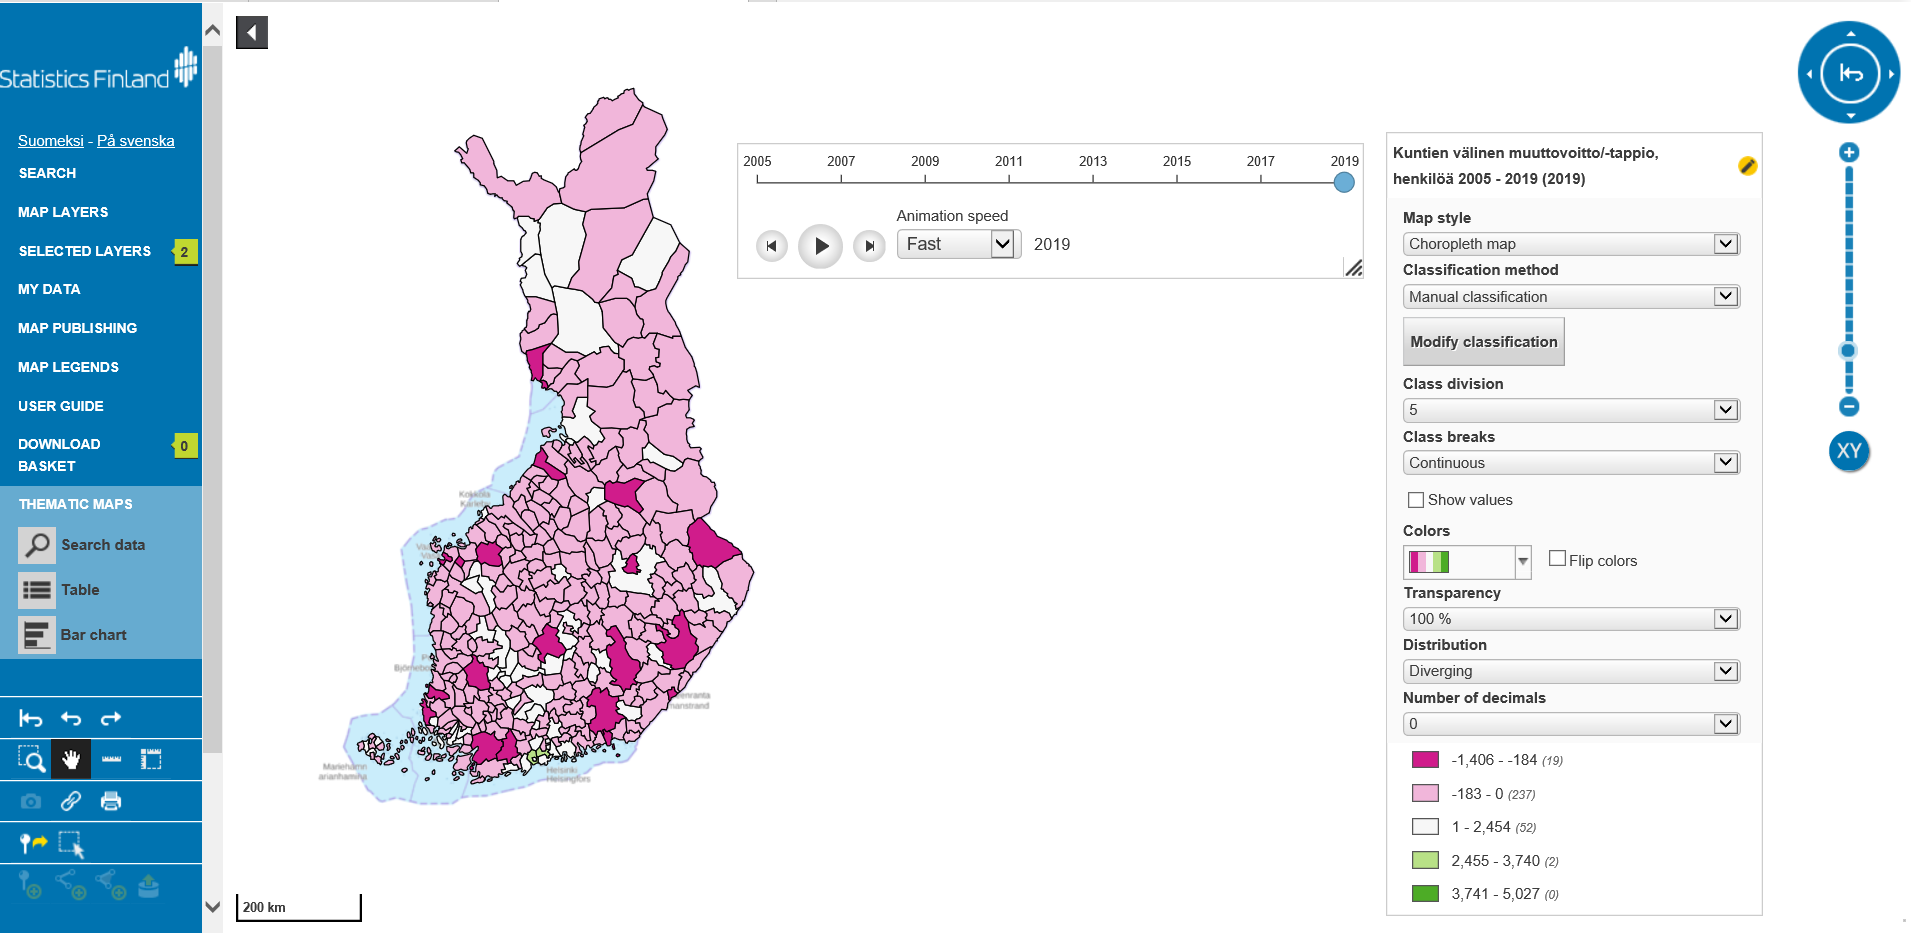 Statistics Finland
Suomeksi - På svenska
SEARCH
MAP LAYERS
SELECTED LAYERS 2
MY DATA
MAP PUBLISHING
MAP LEGENDS
USER GUIDE
DOWNLOAD
BASKET 0
THEMATIC MAPS
Search data
Table
Bar chart
2005 2007 2009 2011 2013 2015 2017 2019
Animation speed
Fast 2019
Kokkola
Helsinki
Helsingfors
200 km
Kuntien välinen muuttovoitto/-tappio,
henkilöä 2005 - 2019 (2019)
Map style
Choropleth map
Classification method
Manual classification
Modify classification
Class division
5
Class breaks
Continuous
Show values
Colors
Flip colors
Transparency
100 %
Distribution
Diverging
Number of decimals
0
-1,406 - -184 (19)
-183 - 0 (237)
1 - 2,454 (52)
2,455 - 3,740 (2)
3,741 - 5,027 (0)
XY